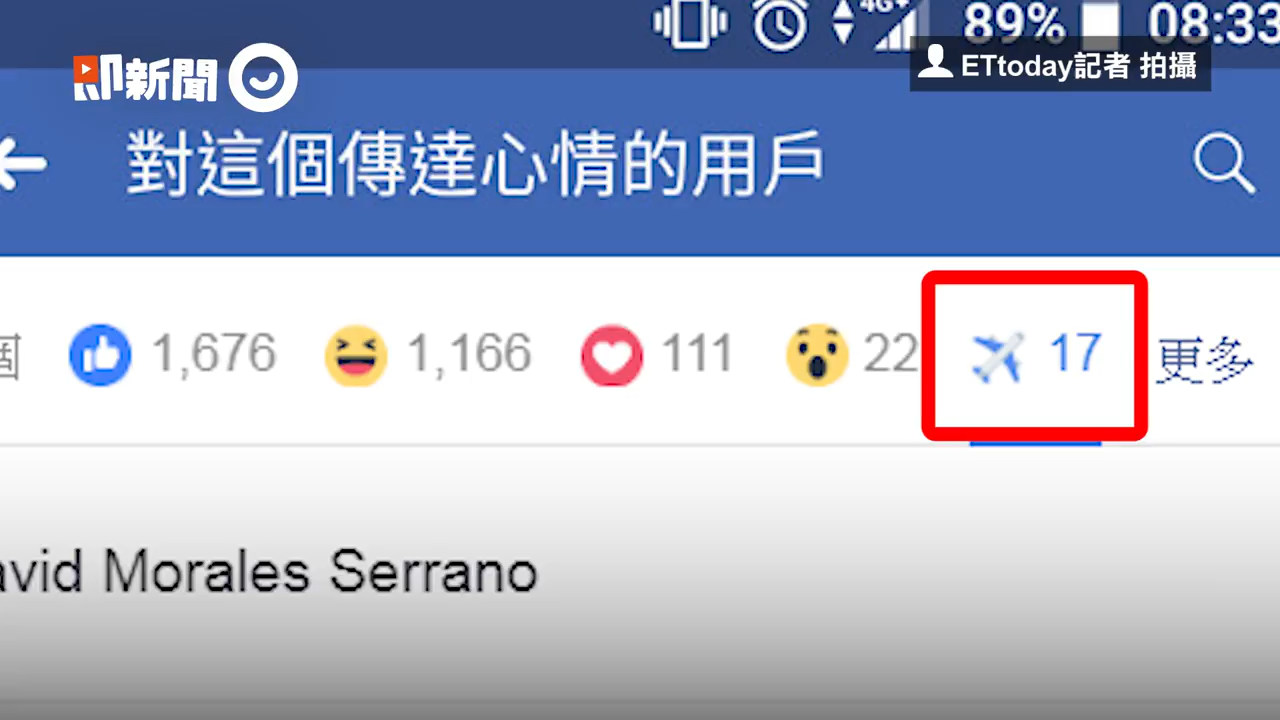 4G+ 89% 08:33
即新聞
ETtoday記者 拍攝
對這個傳達心情的用戶
個 1,676 1,166 111 22 17 更多
avid Morales Serrano